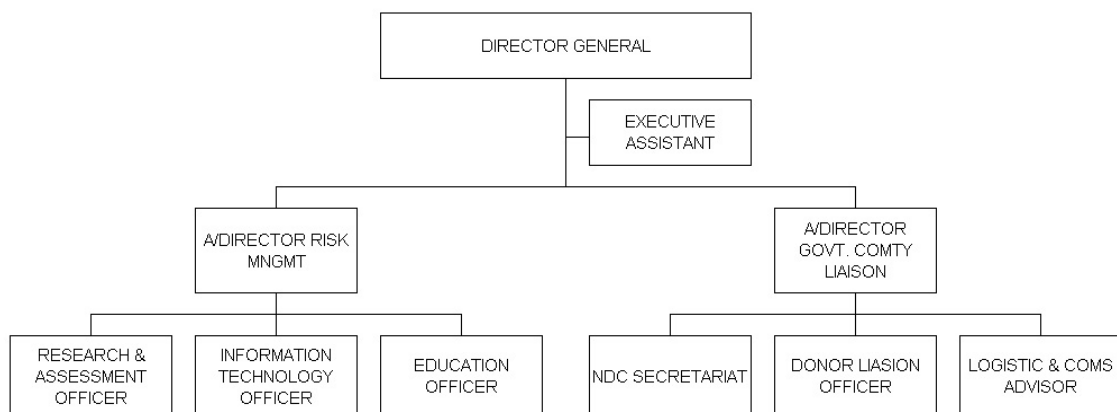 DIRECTOR GENERAL
EXECUTIVE
ASSISTANT
A/DIRECTOR RISK
MNGMT
A/DIRECTOR
GOVT. COMTY
LIAISON
RESEARCH &
ASSESSMENT
OFFICER
INFORMATION
TECHNOLOGY
OFFICER
EDUCATION
OFFICER
NDC SECRETARIAT
DONOR LIASION
OFFICER
LOGISTIC & COMS
ADVISOR